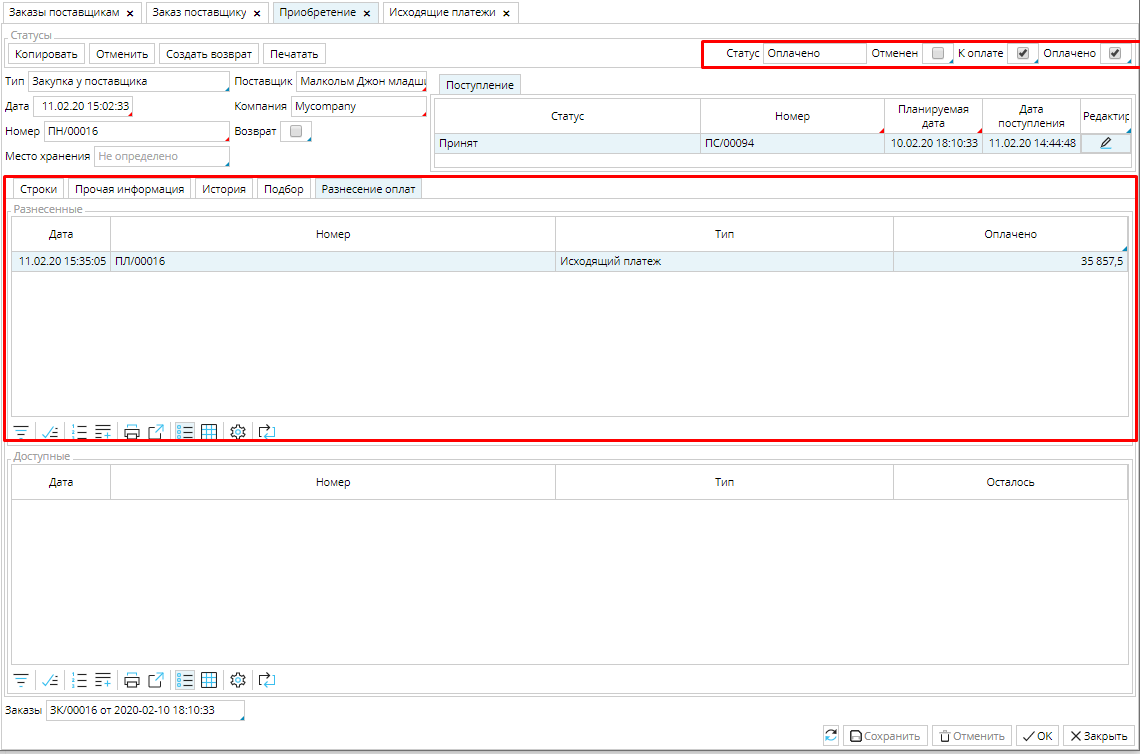 Заказы поставщикам × Заказ поставщику × Приобретение × Исходящие платежи ×
Статусы
Копировать Отменить Создать возврат Печатать Статус Оплачено Отменен К оплате Оплачено
Тип Закупка у поставщика Поставщик Малкольм Джон младши
Дата 11.02.20 15:02:33 Компания Mycompany
Номер ПН/00016 Возврат
Место хранения Не определено
Поступление
Статус Номер Планируемая дата Дата поступления Редактир
Принят ПС/00094 10.02.20 18:10:33 11.02.20 14:44:48
Строки Прочая информация История Подбор Разнесение оплат
Разнесенные
Дата Номер Тип Оплачено
11.02.20 15:35:05 ПЛ/00016 Исходящий платеж 35 857,5
Доступные
Дата Номер Тип Осталось
Заказы ЗК/00016 от 2020-02-10 18:10:33
Сохранить Отменить OK Закрыть